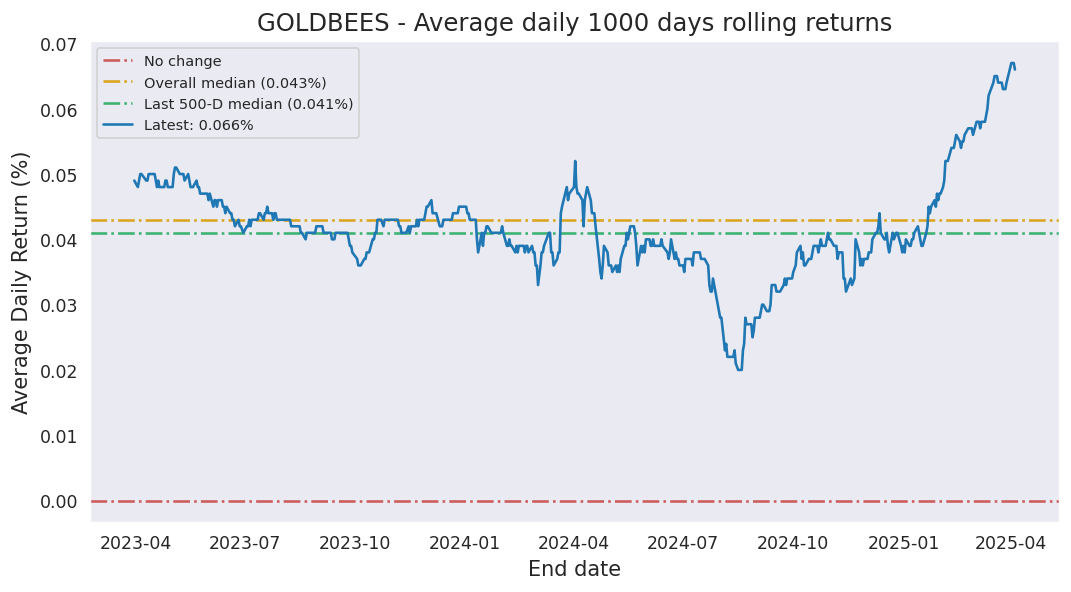 GOLDBEES - Average daily 1000 days rolling returns
0.07
0.06
0.05
0.04
0.03
0.02
0.01
0.00
Average Daily Return (%)
No change
Overall median (0.043%)
Last 500-D median (0.041%)
Latest: 0.066%
2023-04 2023-07 2023-10 2024-01 2024-04 2024-07 2024-10 2025-01 2025-04
End date